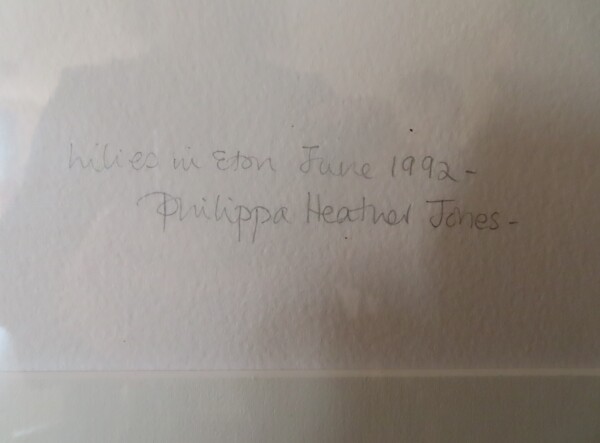 Lilies in Eton June 1992-
Philippa Heather Jones-